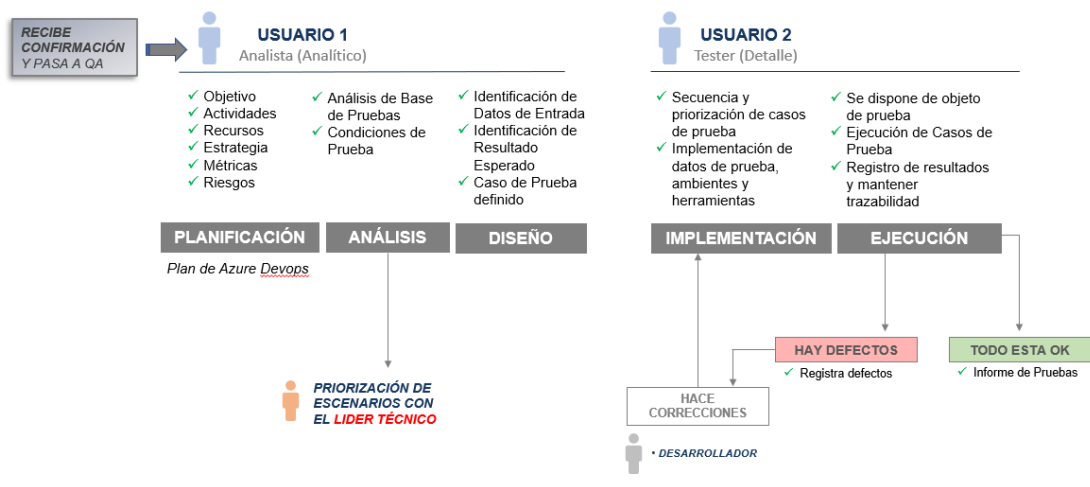 RECIBE
CONFIRMACIÓN
Y PASA A QA
USUARIO 1
Analista (Analítico)
Objetivo
Actividades
Recursos
Estrategia
Métricas
Riesgos
Análisis de Base
de Pruebas
Condiciones de
Prueba
Identificación de
Datos de Entrada
Identificación de
Resultado
Esperado
Caso de Prueba
definido
PLANIFICACIÓN
ANÁLISIS
DISEÑO
Plan de Azure Devops
PRIORIZACIÓN DE
ESCENARIOS CON
EL LIDER TÉCNICO
USUARIO 2
Tester (Detalle)
Secuencia y
priorización de casos
de prueba
Implementación de
datos de prueba,
ambientes y
herramientas
Se dispone de objeto
de prueba
Ejecución de Casos de
Prueba
Registro de resultados
y mantener
trazabilidad
IMPLEMENTACIÓN
EJECUCIÓN
HAY DEFECTOS
Registra defectos
TODO ESTA OK
Informe de Pruebas
HACE
CORRECCIONES
• DESARROLLADOR